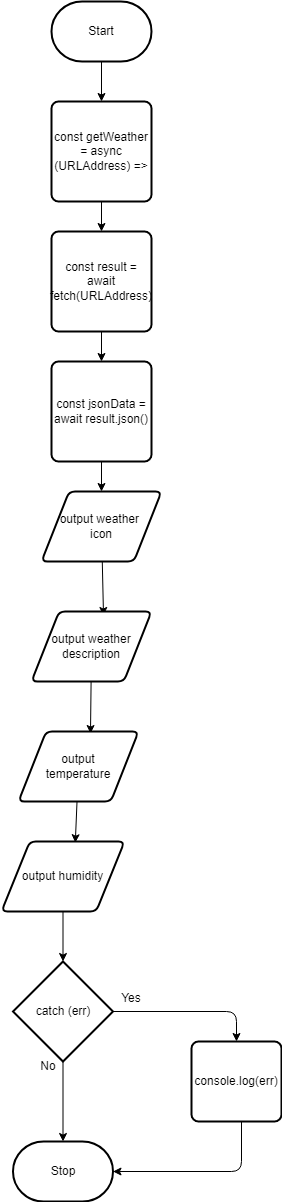 Start
const getWeather
= async
(URLAddress) =>
const result =
await
fetch(URLAddress)
const jsonData =
await result.json()
output weather
icon
output weather
description
output
temperature
output humidity
catch (err)
Yes
No
console.log(err)
Stop